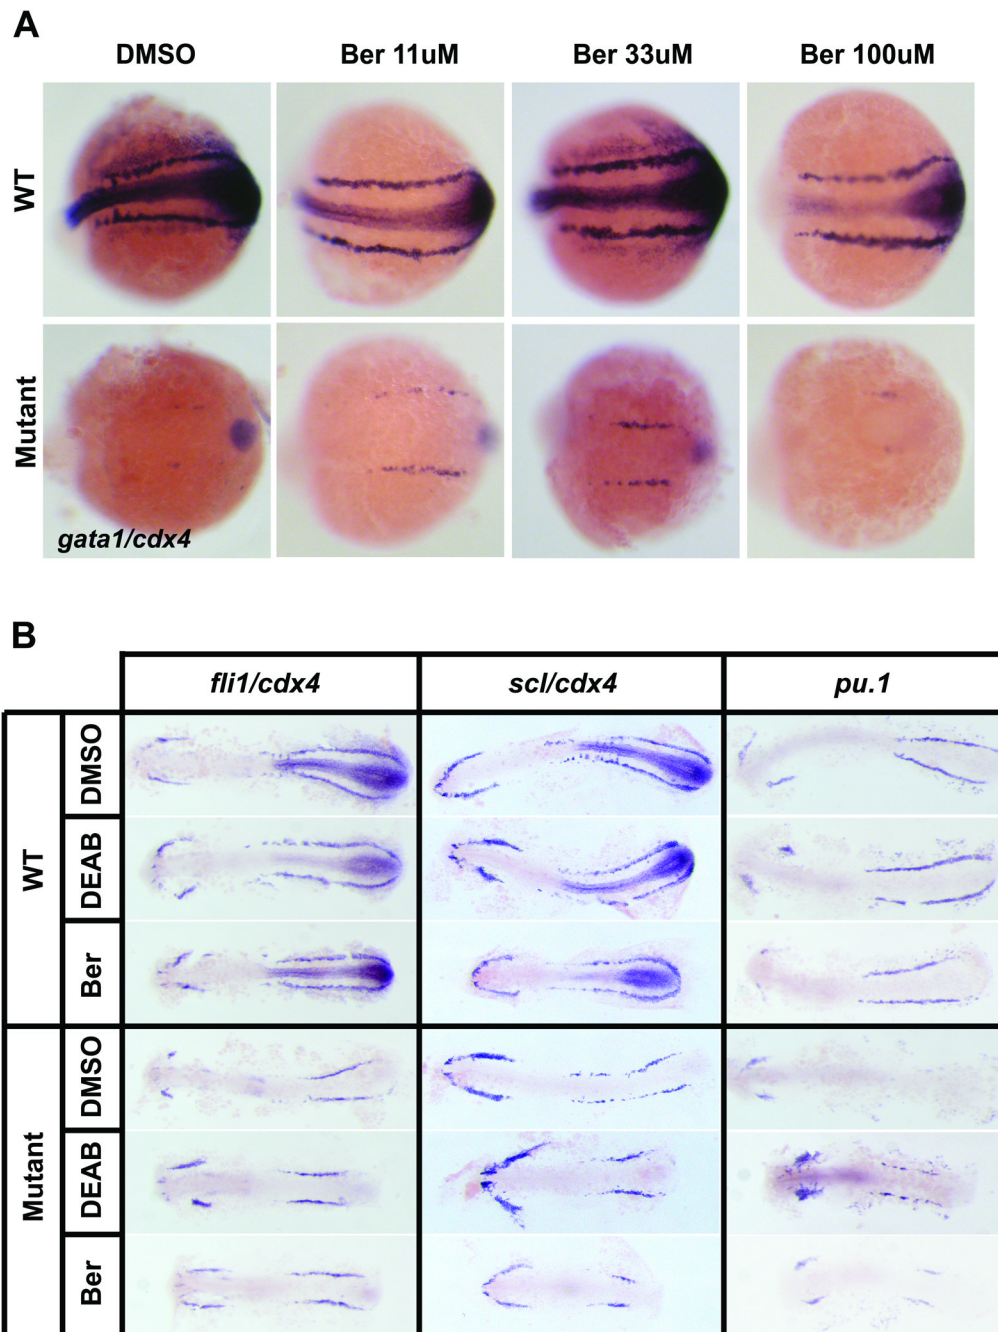 A
DMSO Ber 11uM Ber 33uM Ber 100uM
WT
Mutant
gata1/cdx4
B
fli1/cdx4 scl/cdx4 pu.1
WT
DMSO
DEAB
Ber
Mutant
DMSO
DEAB
Ber